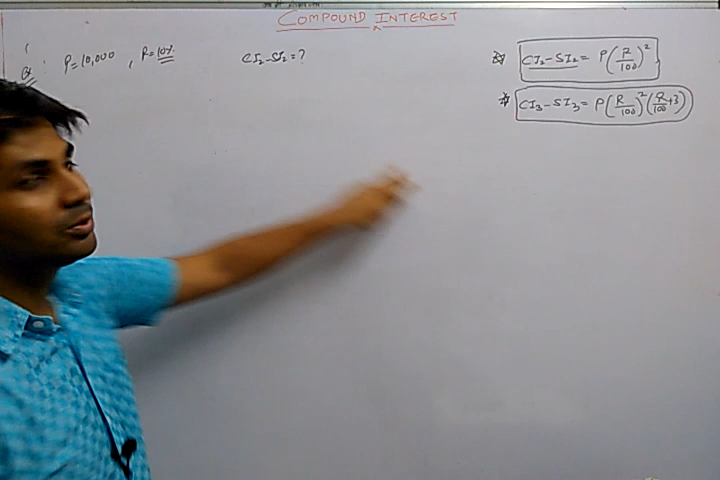 COMPOUND INTEREST
P = 10,000 , R = 10% CI₂-SI₂ = ?
CI₂-SI₂ = P(R/100)²
CI₃-SI₃ = P(R/100)²(R/100+3)